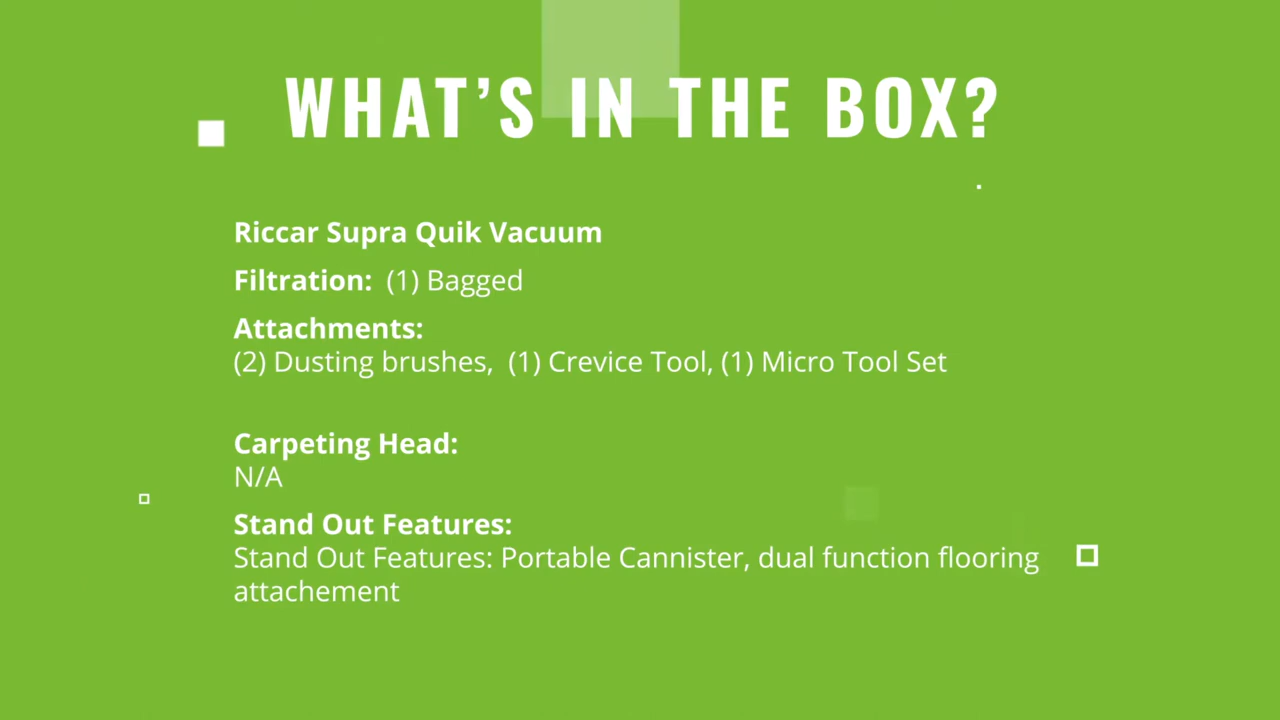 WHAT’S IN THE BOX?
Riccar Supra Quik Vacuum
Filtration: (1) Bagged
Attachments:
(2) Dusting brushes, (1) Crevice Tool, (1) Micro Tool Set
Carpeting Head:
N/A
Stand Out Features:
Stand Out Features: Portable Cannister, dual function flooring
attachement